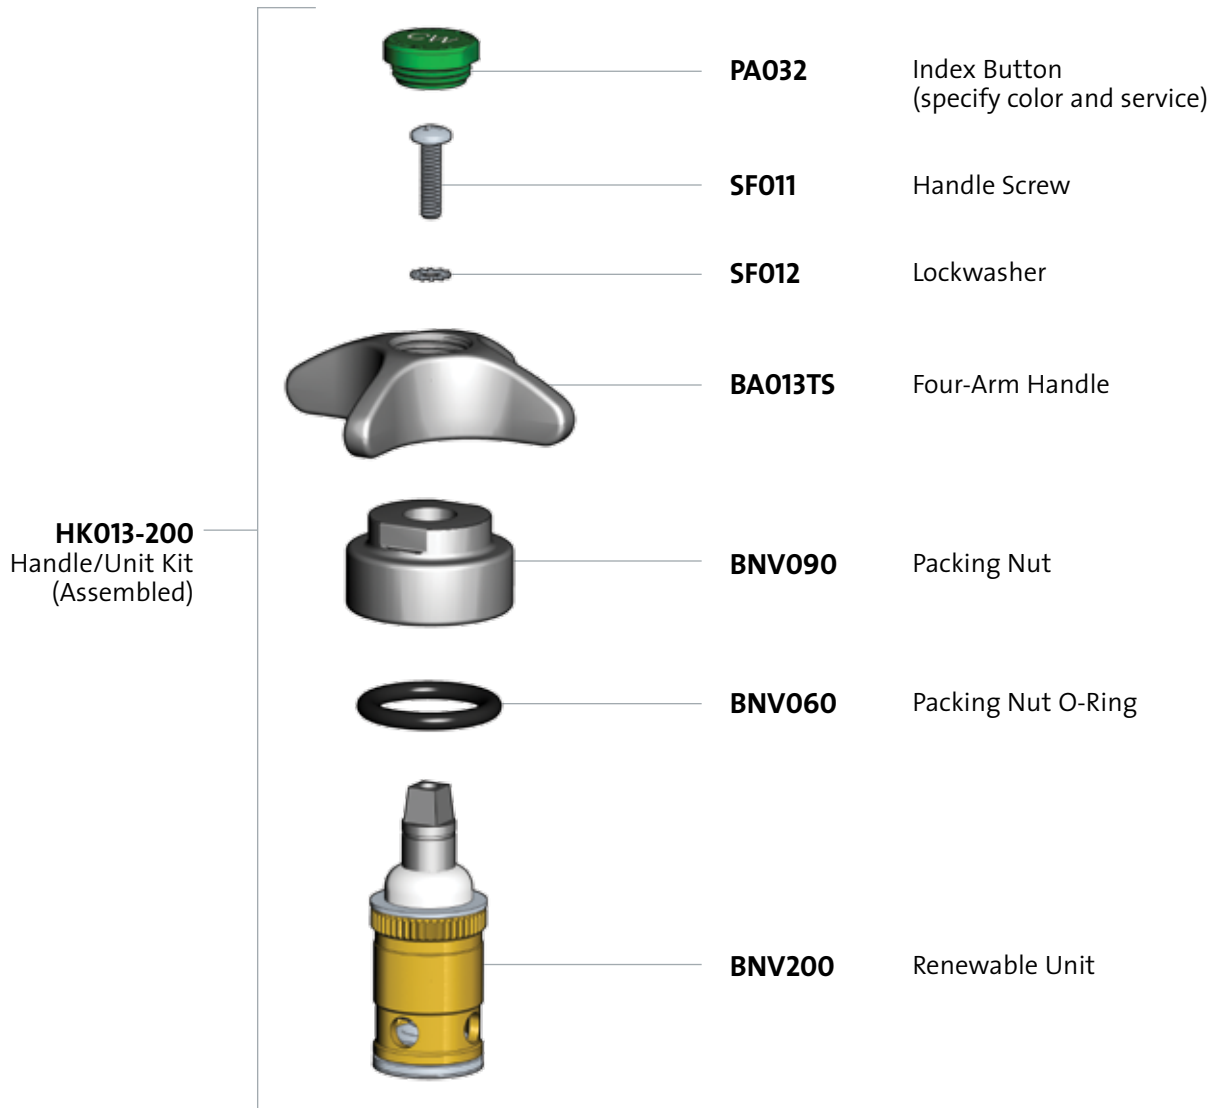 CW
PA032 Index Button
(specify color and service)
SF011 Handle Screw
SF012 Lockwasher
BA013TS Four-Arm Handle
HK013-200
Handle/Unit Kit
(Assembled)
BNV090 Packing Nut
BNV060 Packing Nut O-Ring
BNV200 Renewable Unit